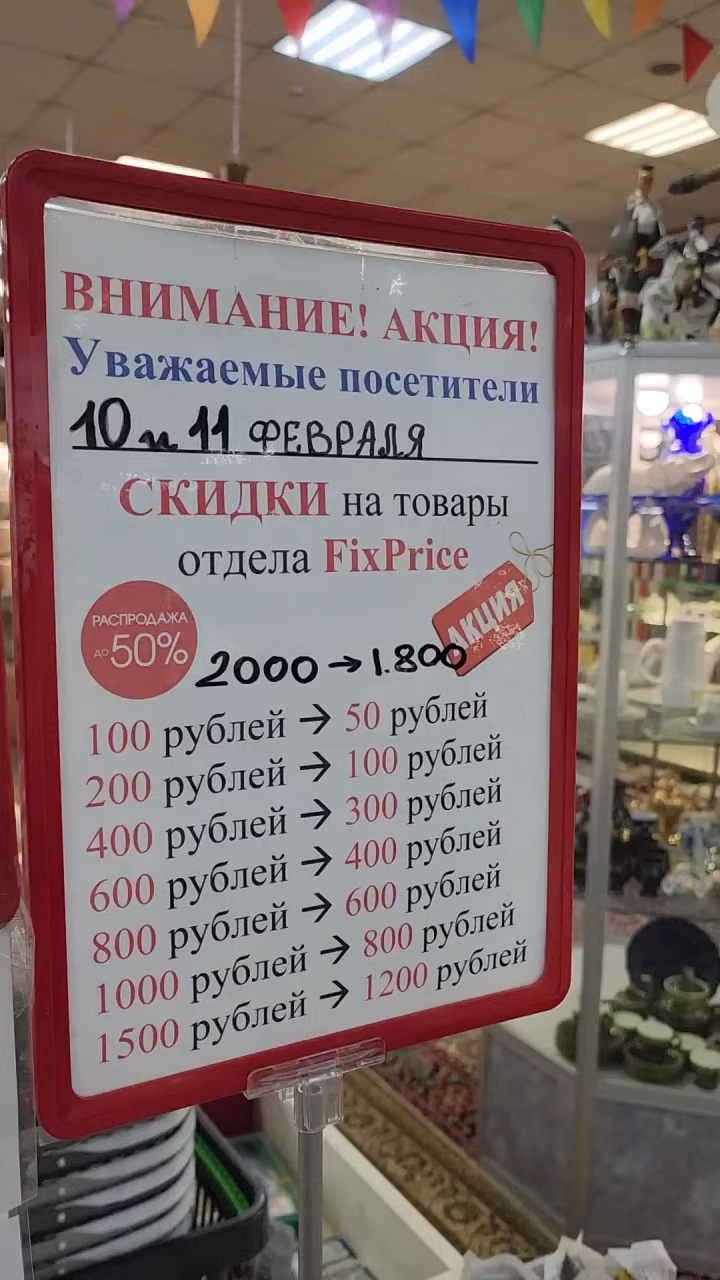 ВНИМАНИЕ! АКЦИЯ!
Уважаемые посетители
10 и 11 ФЕВРАЛЯ
СКИДКИ на товары
отдела FixPrice
АКЦИЯ
РАСПРОДАЖА
до 50%
2000 → 1.800
100 рублей → 50 рублей
200 рублей → 100 рублей
400 рублей → 300 рублей
600 рублей → 400 рублей
800 рублей → 600 рублей
1000 рублей → 800 рублей
1500 рублей → 1200 рублей